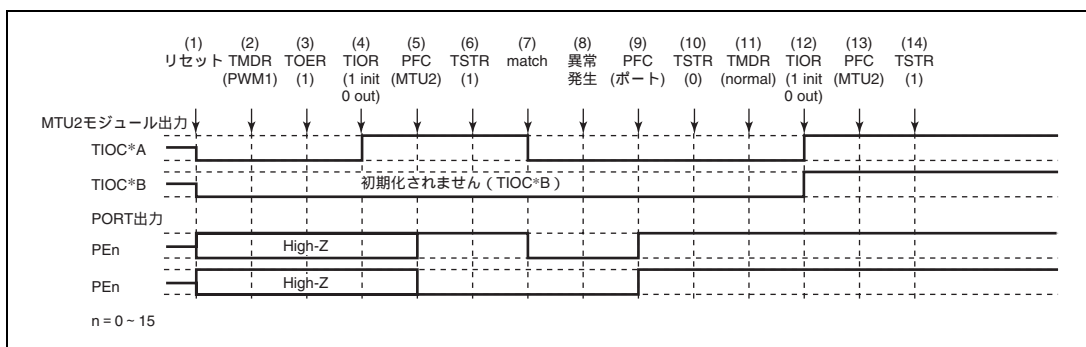 (1) (2) (3) (4) (5) (6) (7) (8) (9) (10) (11) (12) (13) (14)
リセット TMDR TOER TIOR PFC TSTR match 異常 PFC TSTR TMDR TIOR PFC TSTR
(PWM1) (1) (1 init (MTU2) (1) 発生 (ポート) (0) (normal) (1 init (MTU2) (1)
0 out) 0 out)
MTU2モジュール出力
TIOC*A
TIOC*B 初期化されません(TIOC*B)
PORT出力
PEn High-Z
PEn High-Z
n = 0 ~ 15